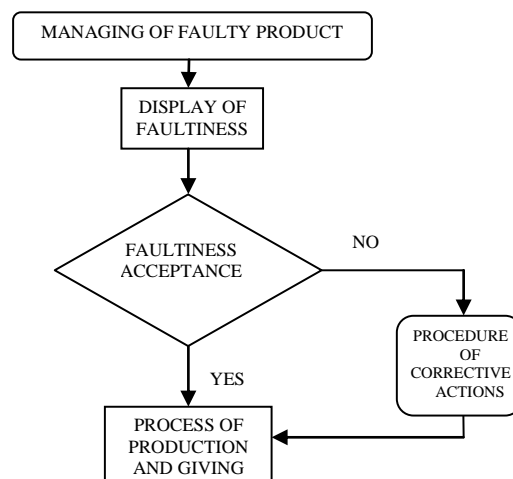 MANAGING OF FAULTY PRODUCT
DISPLAY OF
FAULTINESS
FAULTINESS
ACCEPTANCE
NO
PROCEDURE
OF
CORRECTIVE
ACTIONS
YES
PROCESS OF
PRODUCTION
AND GIVING